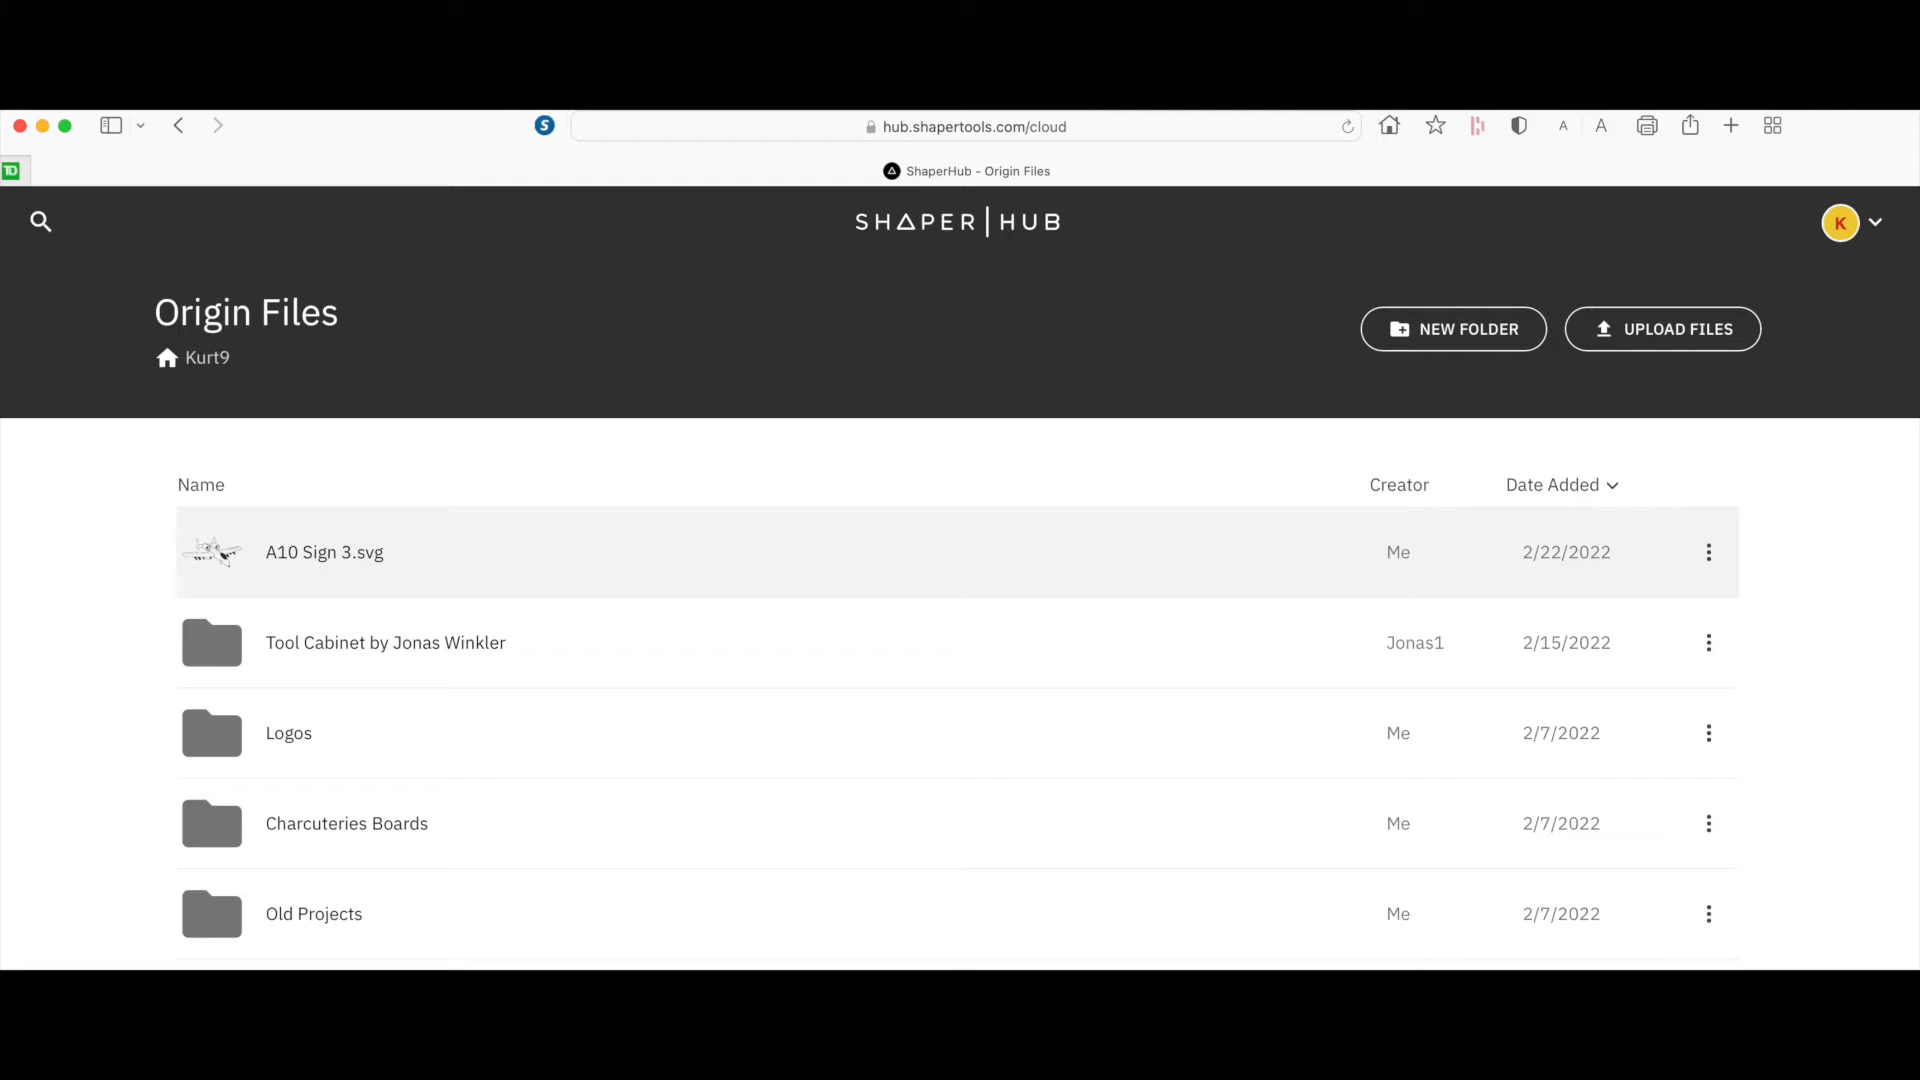 hub.shapertools.com/cloud
A A
TD
ShaperHub - Origin Files
SHAPER|HUB
K
Origin Files
Kurt9
NEW FOLDER
UPLOAD FILES
Name Creator Date Added
A10 Sign 3.svg Me 2/22/2022
Tool Cabinet by Jonas Winkler Jonas1 2/15/2022
Logos Me 2/7/2022
Charcuteries Boards Me 2/7/2022
Old Projects Me 2/7/2022